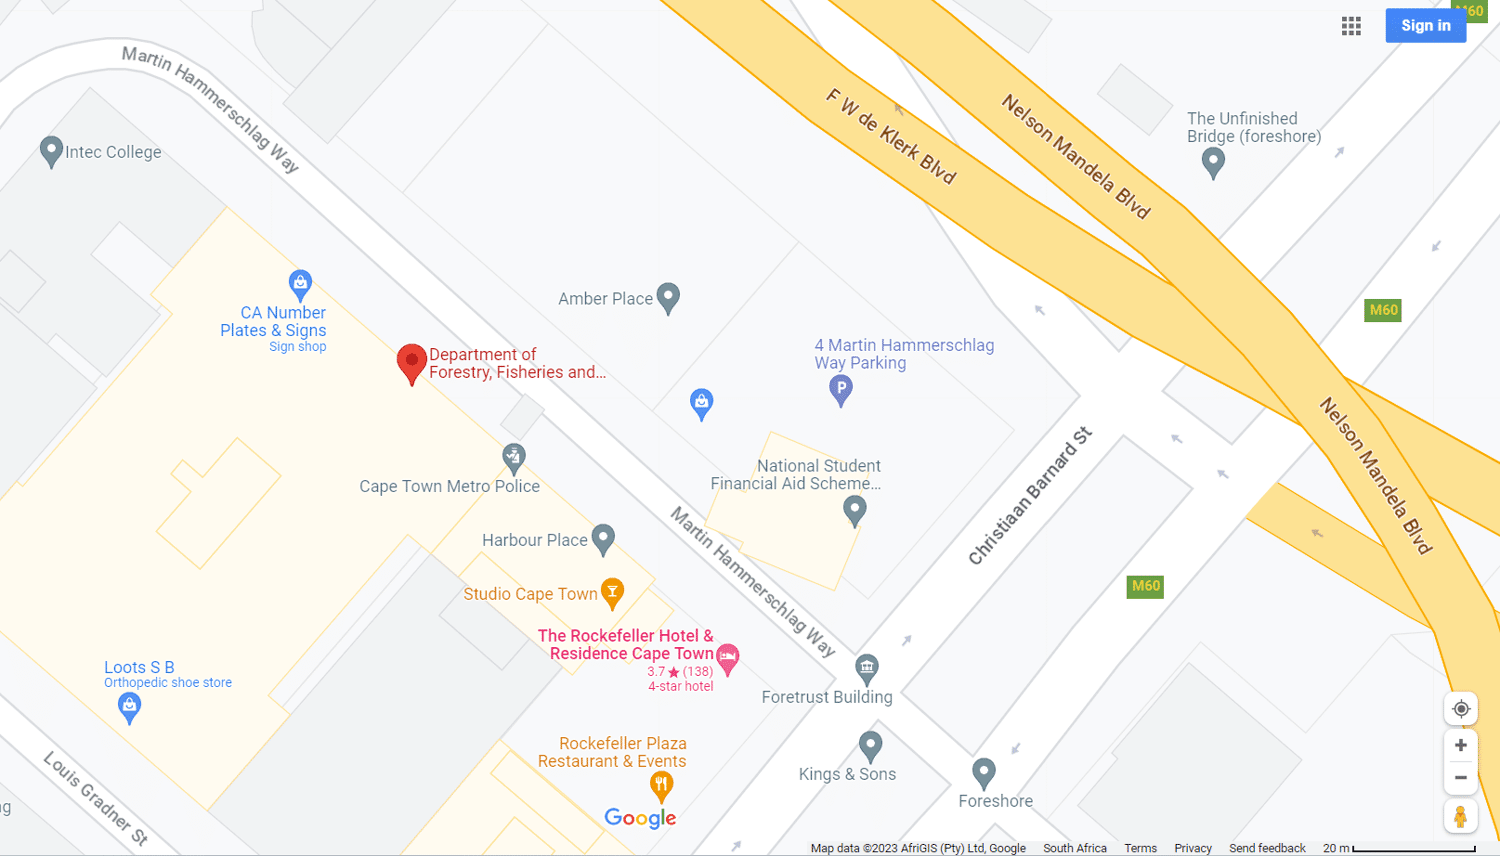 M60
Sign in
Martin Hammerschlag Way
F W de Klerk Blvd
Nelson Mandela Blvd
The Unfinished
Bridge (foreshore)
Intec College
CA Number
Plates & Signs
Sign shop
Amber Place
M60
Department of
Forestry, Fisheries and...
4 Martin Hammerschlag
Way Parking
P
Nelson Mandela Blvd
Christiaan Barnard St
National Student
Financial Aid Scheme...
Cape Town Metro Police
Harbour Place
Martin Hammerschlag Way
Studio Cape Town
M60
The Rockefeller Hotel &
Residence Cape Town
3.7★(138)
4-star hotel
Loots S B
Orthopedic shoe store
Foretrust Building
Rockefeller Plaza
Restaurant & Events
Kings & Sons
Foreshore
Louis Gradner St
ng
Google
Map data ©2023 AfriGIS (Pty) Ltd, Google South Africa Terms Privacy Send feedback 20 m